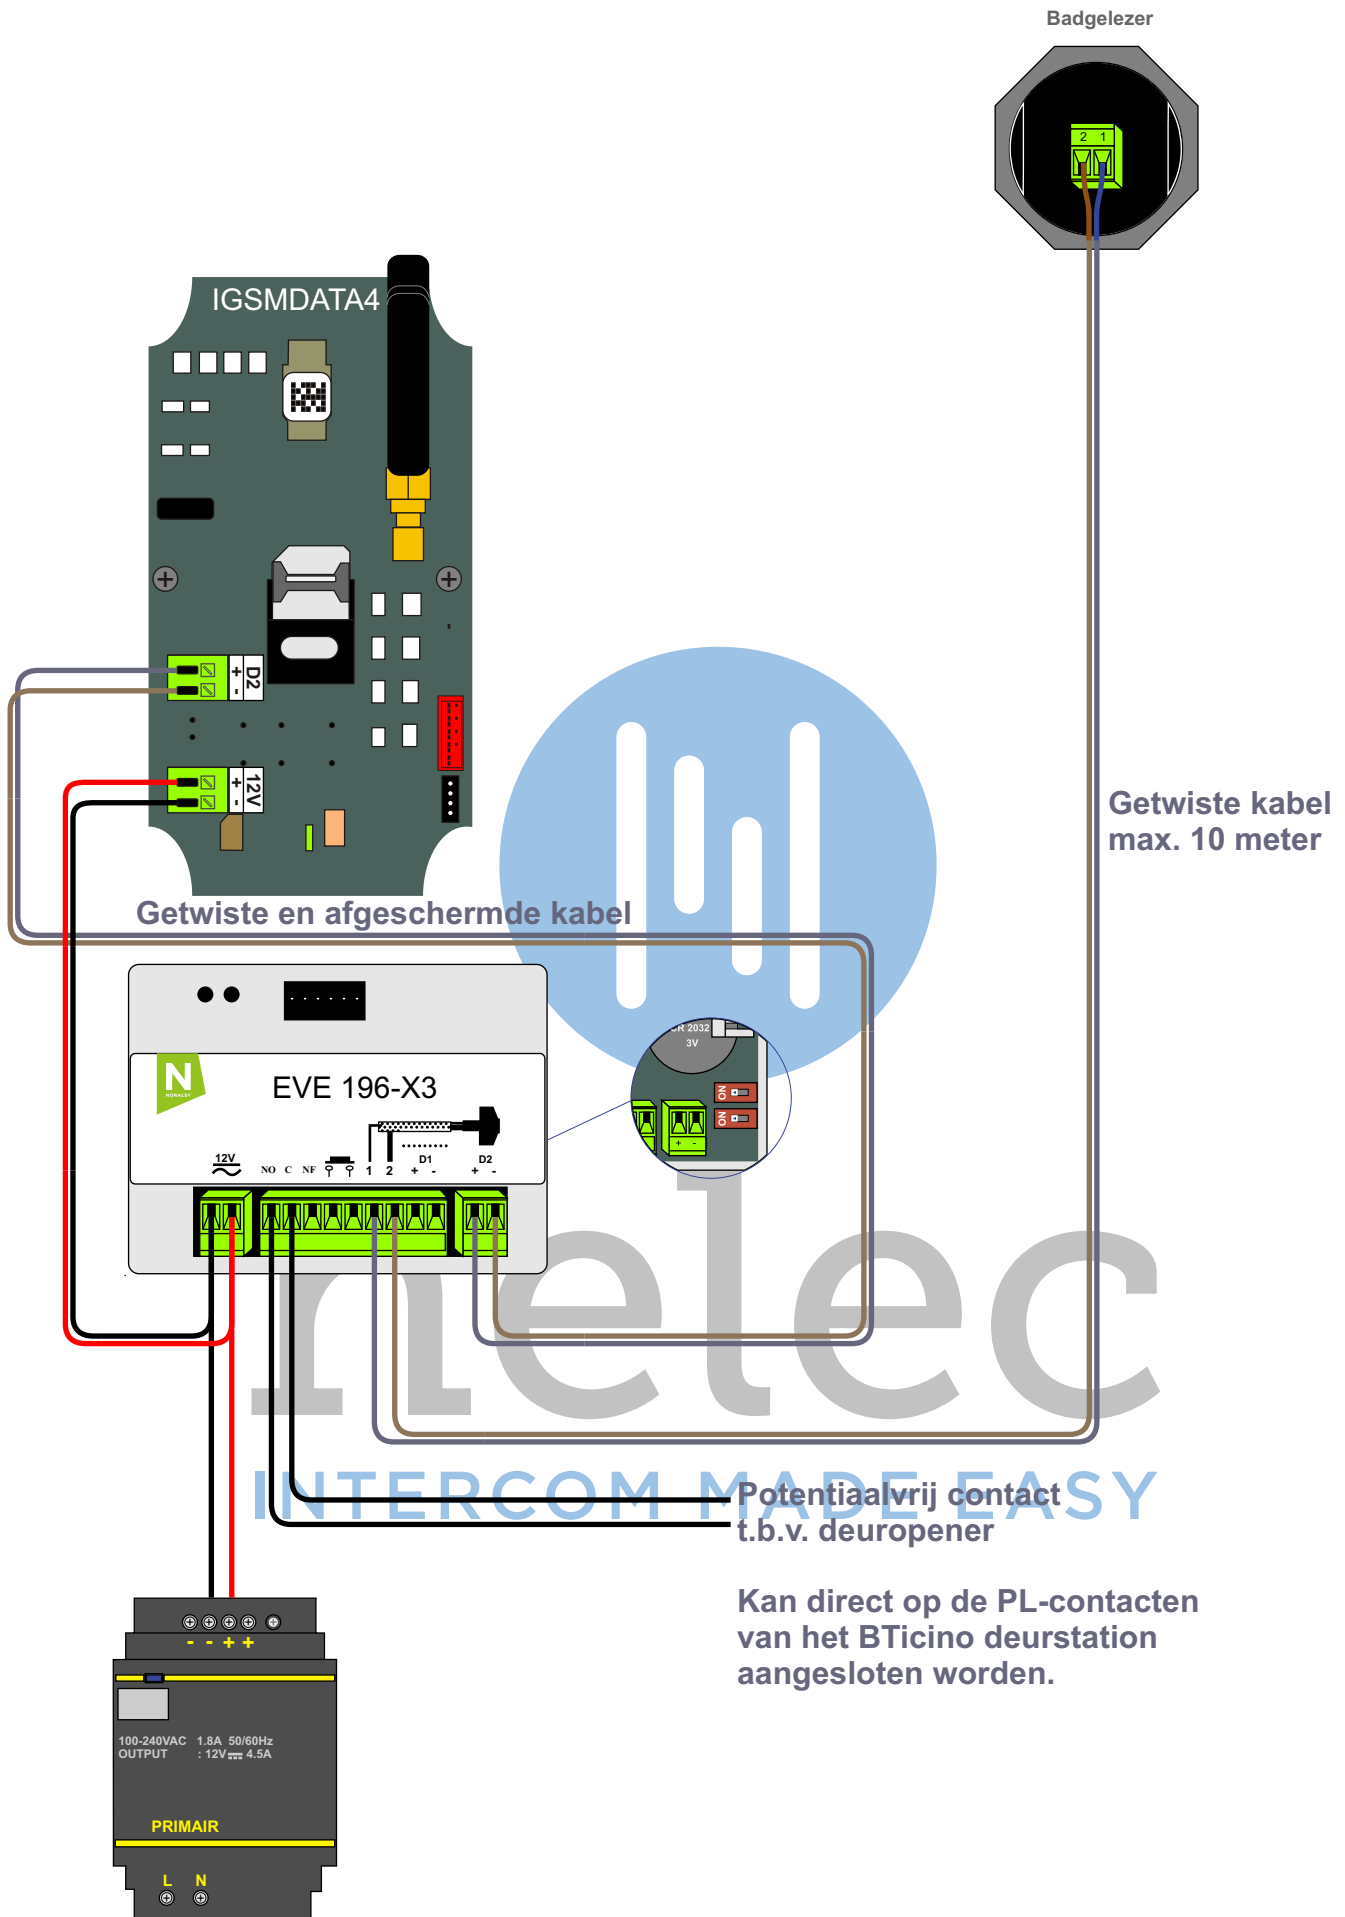 Badgelezer
2 1
IGSMDATA4
D2
+ -
12V
+ -
Getwiste kabel
max. 10 meter
Getwiste en afgeschermde kabel
CR 2032
3V
ON
ON
+ -
N
NORALSY
EVE 196-X3
12V
NO C NF 1 2 D1 + - D2 + -
nelec
INTERCOM MADE EASY
Potentiaalvrij contact
t.b.v. deuropener
Kan direct op de PL-contacten
van het BTicino deurstation
aangesloten worden.
- - + +
100-240VAC 1.8A 50/60Hz
OUTPUT : 12V 4.5A
PRIMAIR
L N